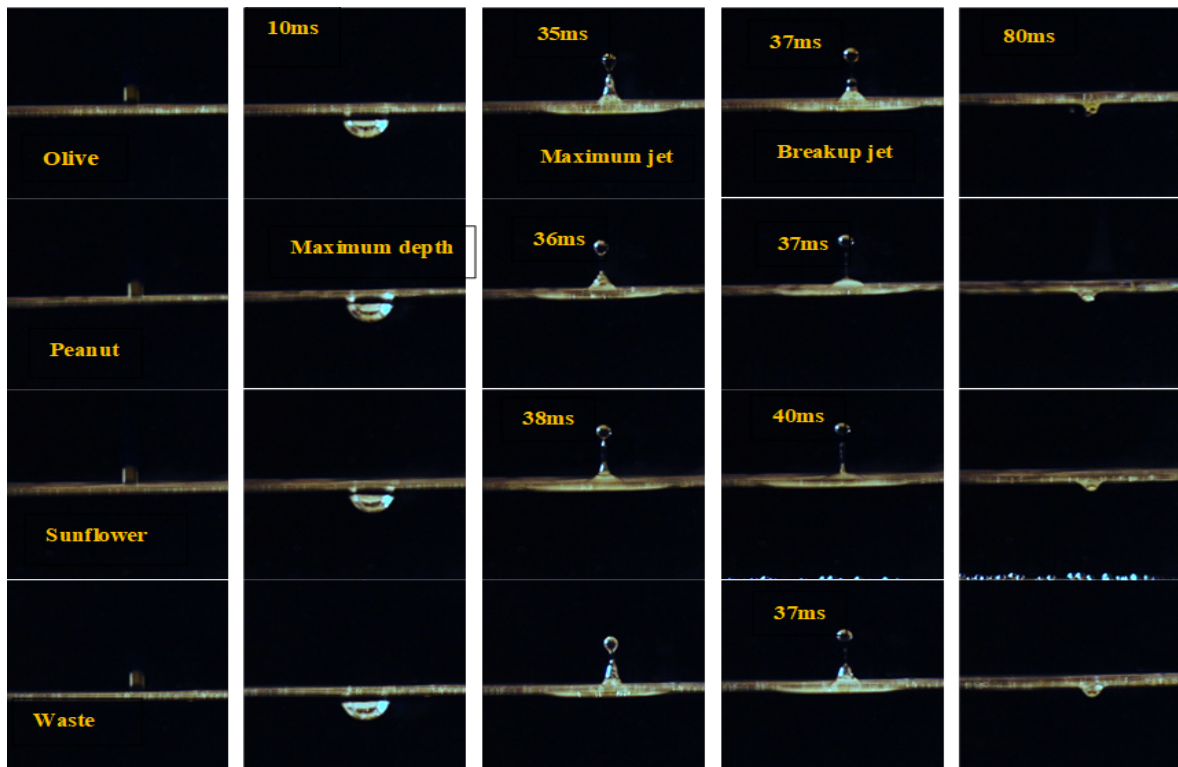 10ms
35ms
37ms
80ms
Olive
Maximum jet
Breakup jet
Maximum depth
36ms
37ms
Peanut
38ms
40ms
Sunflower
37ms
Waste